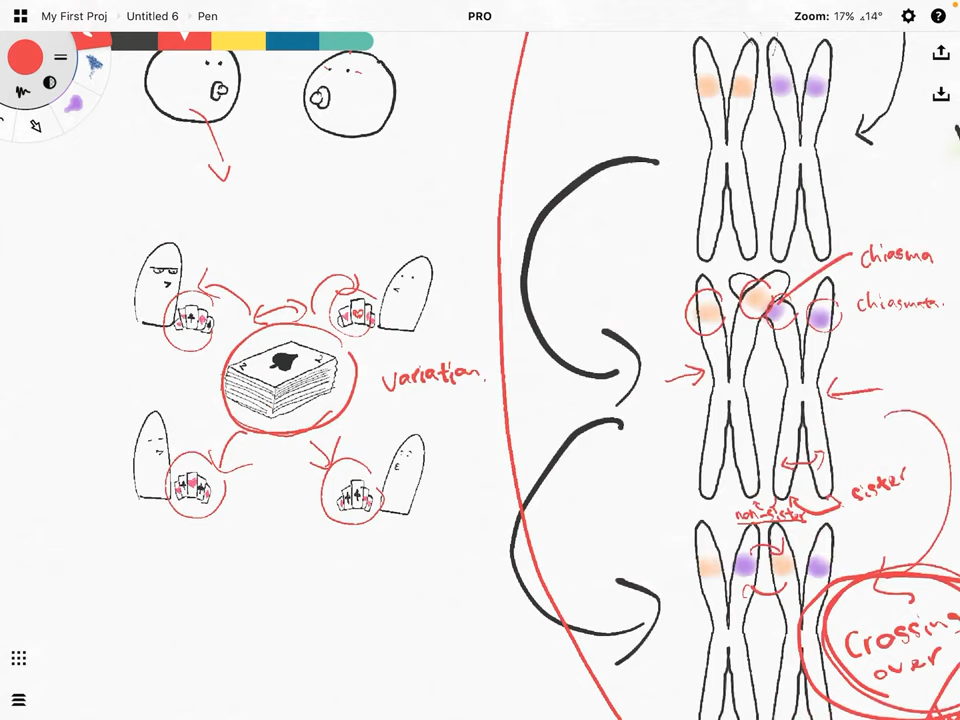 My First Proj Untitled 6 Pen PRO Zoom: 17% ⊿14°
chiasma
chiasmata.
variation.
sister
non-sister
Crossing
over